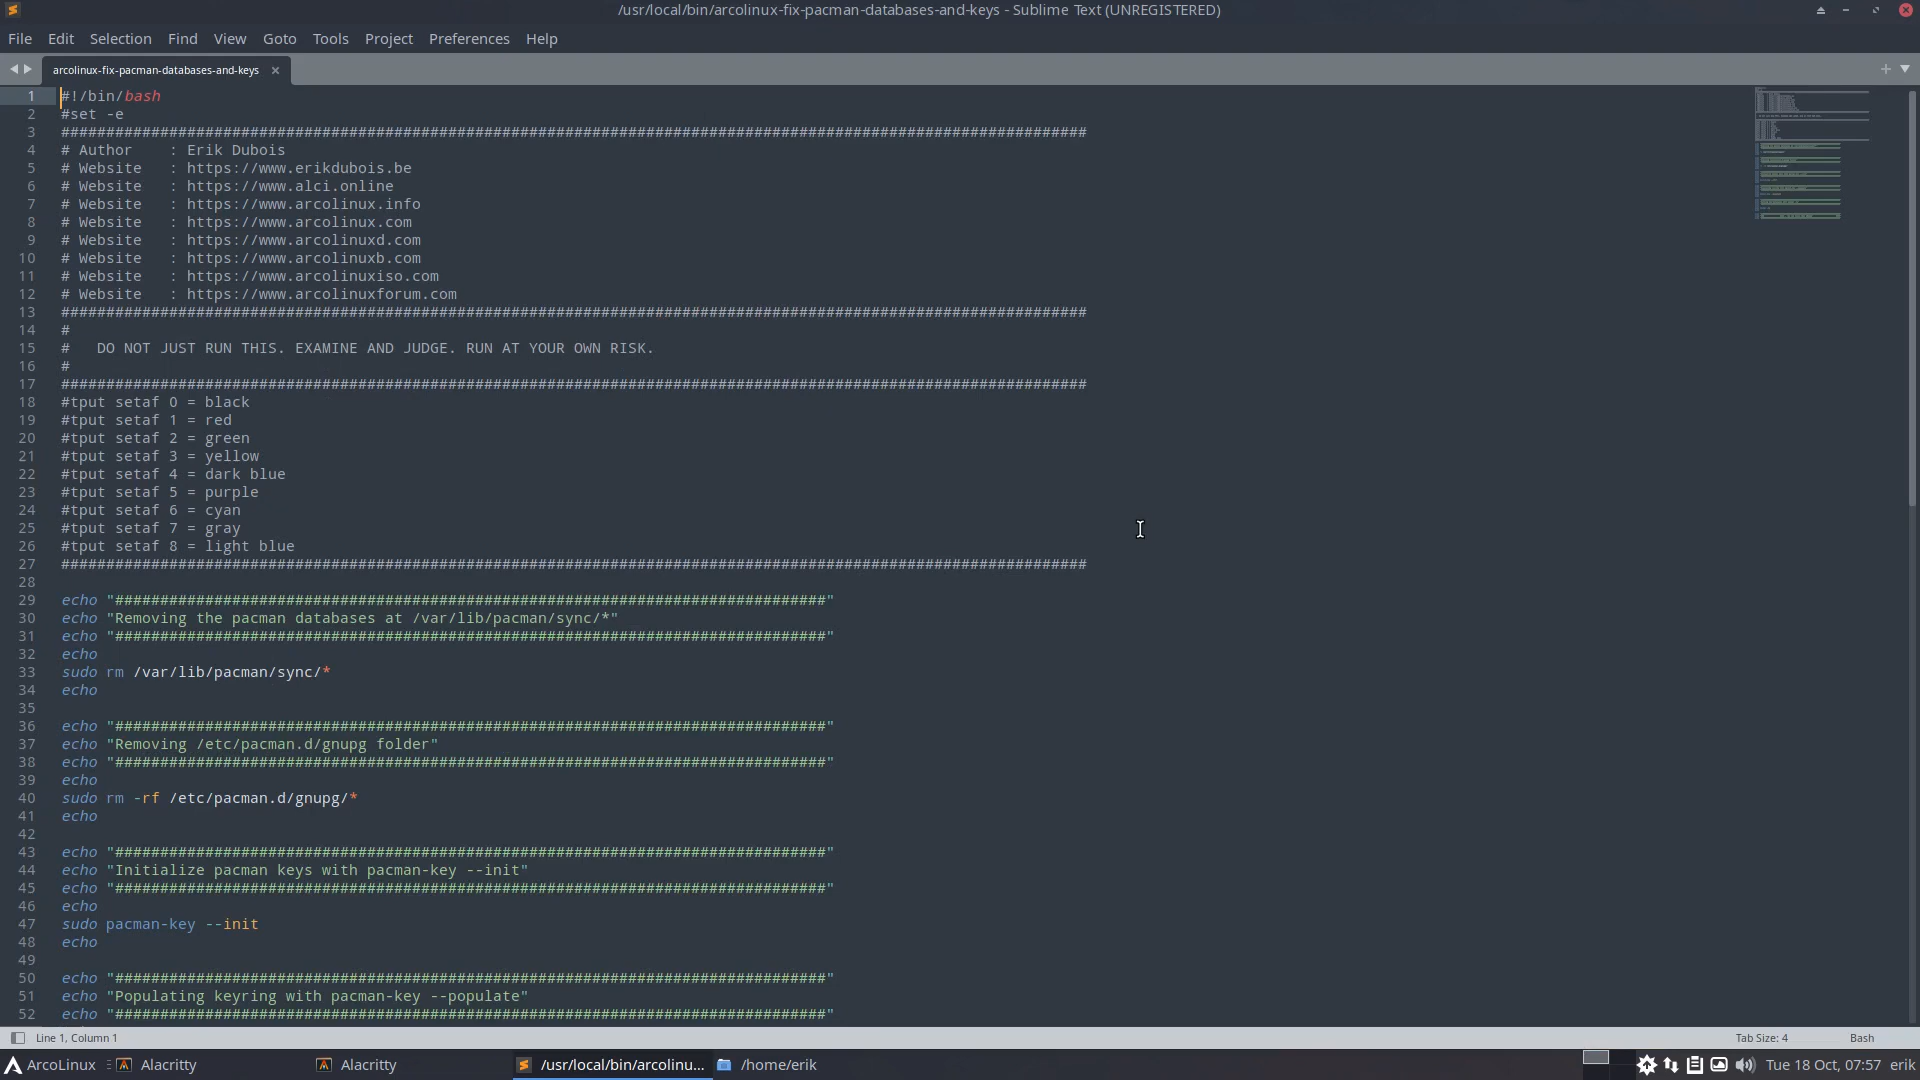 /usr/local/bin/arcolinux-fix-pacman-databases-and-keys - Sublime Text (UNREGISTERED)
File Edit Selection Find View Goto Tools Project Preferences Help
arcolinux-fix-pacman-databases-and-keys
1 #!/bin/bash
2 #set -e
3 ##################################################################################################################
4 # Author    : Erik Dubois
5 # Website   : https://www.erikdubois.be
6 # Website   : https://www.alci.online
7 # Website   : https://www.arcolinux.info
8 # Website   : https://www.arcolinux.com
9 # Website   : https://www.arcolinuxd.com
10 # Website   : https://www.arcolinuxb.com
11 # Website   : https://www.arcolinuxiso.com
12 # Website   : https://www.arcolinuxforum.com
13 ##################################################################################################################
14 #
15 #   DO NOT JUST RUN THIS. EXAMINE AND JUDGE. RUN AT YOUR OWN RISK.
16 #
17 ##################################################################################################################
18 #tput setaf 0 = black
19 #tput setaf 1 = red
20 #tput setaf 2 = green
21 #tput setaf 3 = yellow
22 #tput setaf 4 = dark blue
23 #tput setaf 5 = purple
24 #tput setaf 6 = cyan
25 #tput setaf 7 = gray
26 #tput setaf 8 = light blue
27 ##################################################################################################################
28
29 echo "###############################################################################"
30 echo "Removing the pacman databases at /var/lib/pacman/sync/*"
31 echo "###############################################################################"
32 echo
33 sudo rm /var/lib/pacman/sync/*
34 echo
35
36 echo "###############################################################################"
37 echo "Removing /etc/pacman.d/gnupg folder"
38 echo "###############################################################################"
39 echo
40 sudo rm -rf /etc/pacman.d/gnupg/*
41 echo
42
43 echo "###############################################################################"
44 echo "Initialize pacman keys with pacman-key --init"
45 echo "###############################################################################"
46 echo
47 sudo pacman-key --init
48 echo
49
50 echo "###############################################################################"
51 echo "Populating keyring with pacman-key --populate"
52 echo "###############################################################################"
Line 1, Column 1 Tab Size: 4 Bash
ArcoLinux Alacritty Alacritty /usr/local/bin/arcolinu... /home/erik Tue 18 Oct, 07:57 erik